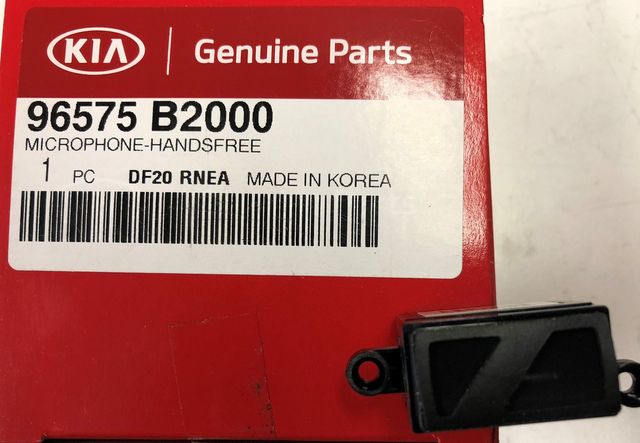 KIA Genuine Parts
96575 B2000
MICROPHONE-HANDSFREE
1 PC DF20 RNEA MADE IN KOREA